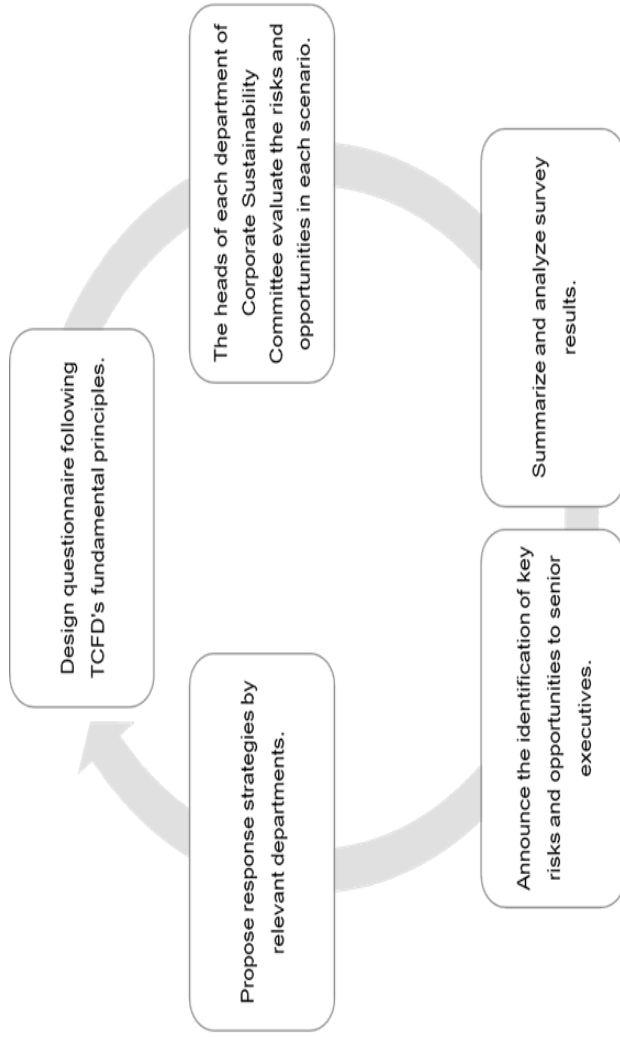 Design questionnaire following
TCFD's fundamental principles.
The heads of each department of
Corporate Sustainability
Committee evaluate the risks and
opportunities in each scenario.
Summarize and analyze survey
results.
Announce the identification of key
risks and opportunities to senior
executives.
Propose response strategies by
relevant departments.